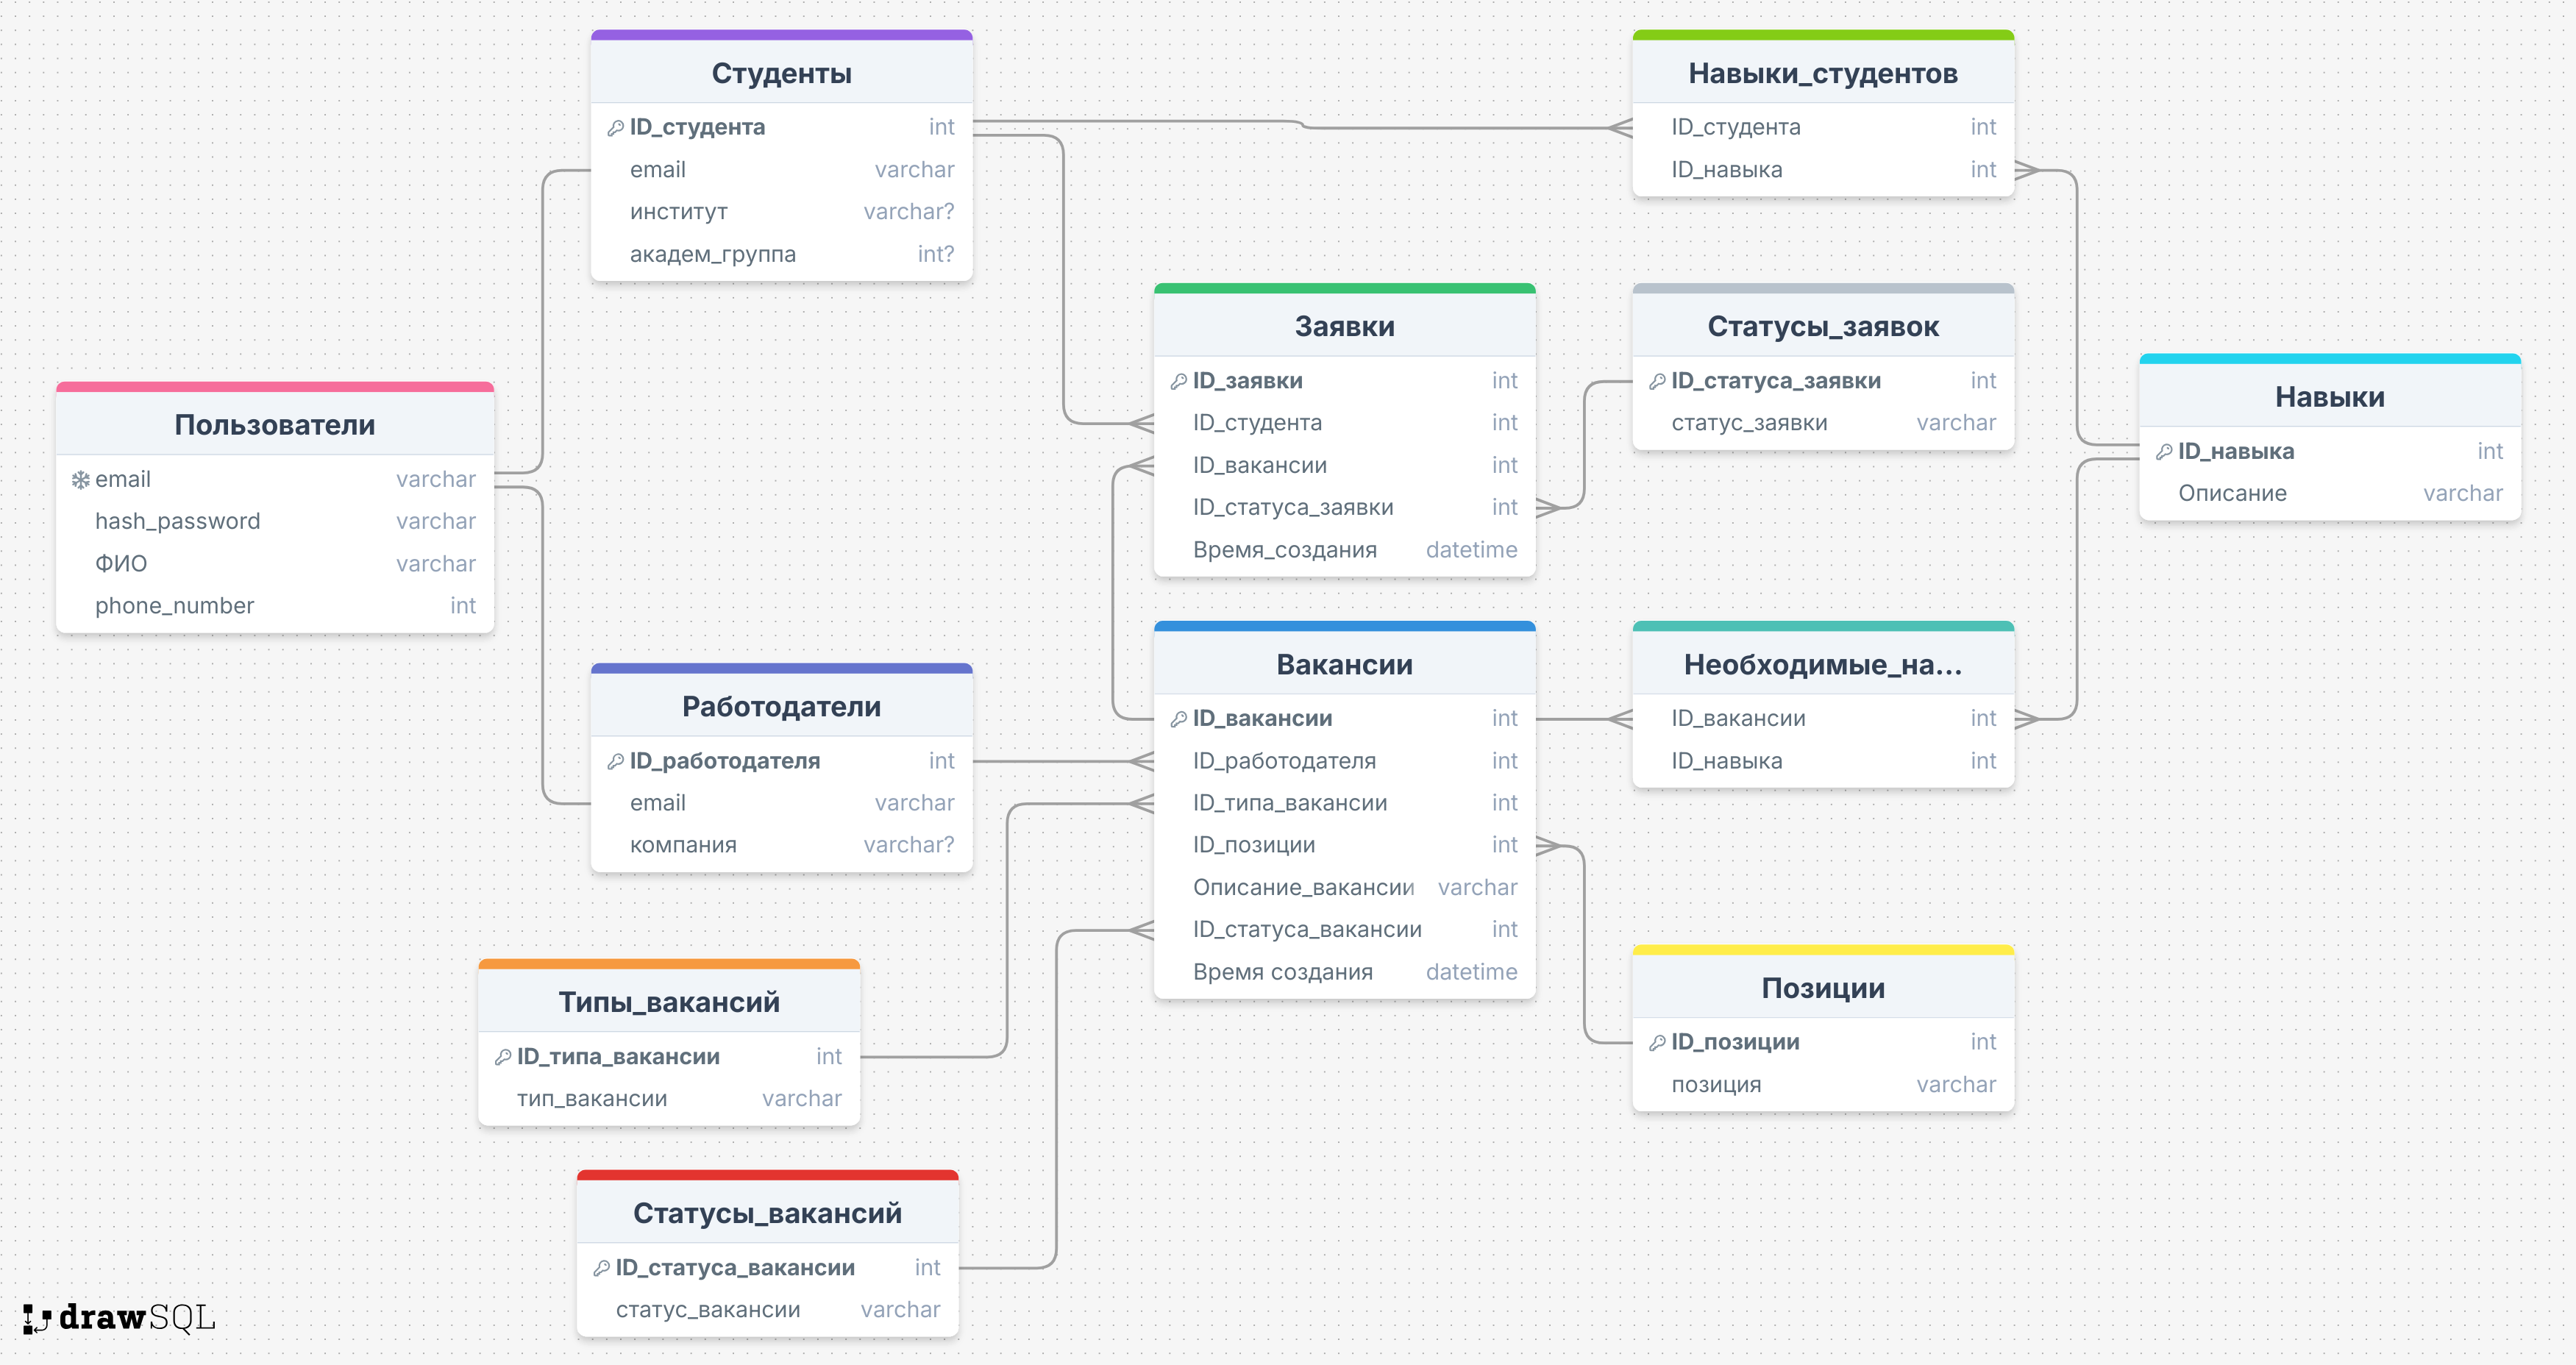 Студенты
ID_студента int
email varchar
институт varchar?
академ_группа int?
Навыки_студентов
ID_студента int
ID_навыка int
Заявки
ID_заявки int
ID_студента int
ID_вакансии int
ID_статуса_заявки int
Время_создания datetime
Статусы_заявок
ID_статуса_заявки int
статус_заявки varchar
Навыки
ID_навыка int
Описание varchar
Пользователи
email varchar
hash_password varchar
ФИО varchar
phone_number int
Работодатели
ID_работодателя int
email varchar
компания varchar?
Вакансии
ID_вакансии int
ID_работодателя int
ID_типа_вакансии int
ID_позиции int
Описание_вакансии varchar
ID_статуса_вакансии int
Время создания datetime
Необходимые_на...
ID_вакансии int
ID_навыка int
Типы_вакансий
ID_типа_вакансии int
тип_вакансии varchar
Позиции
ID_позиции int
позиция varchar
Статусы_вакансий
ID_статуса_вакансии int
статус_вакансии varchar
drawSQL